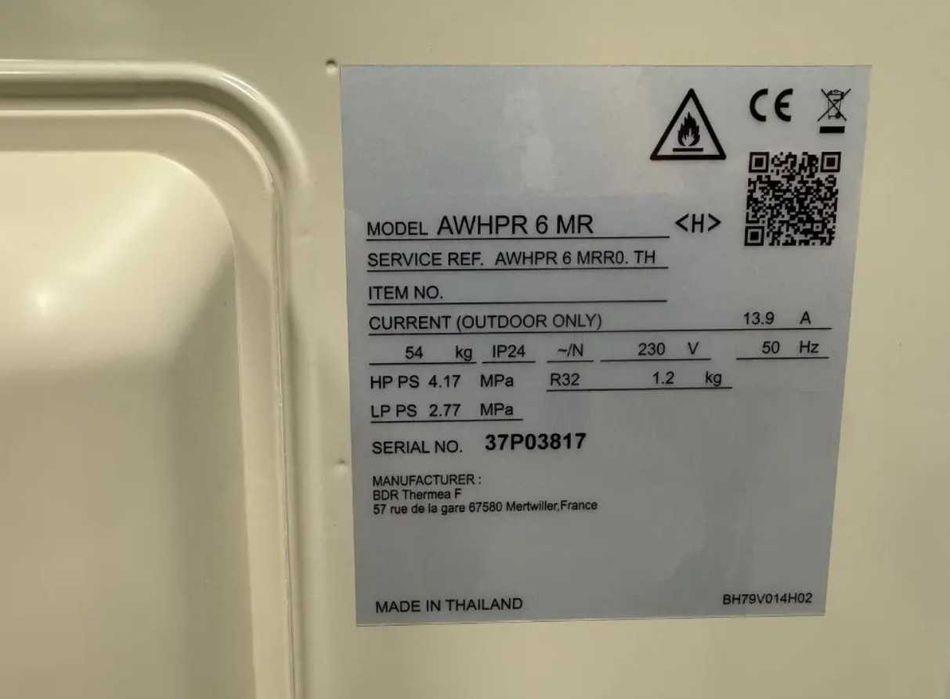 CE
MODEL AWHPR 6 MR <H>
SERVICE REF. AWHPR 6 MRR0. TH
ITEM NO.
CURRENT (OUTDOOR ONLY) 13.9 A
54 kg IP24 ~/N 230 V 50 Hz
HP PS 4.17 MPa R32 1.2 kg
LP PS 2.77 MPa
SERIAL NO. 37P03817
MANUFACTURER :
BDR Thermea F
57 rue de la gare 67580 Mertwiller,France
MADE IN THAILAND BH79V014H02